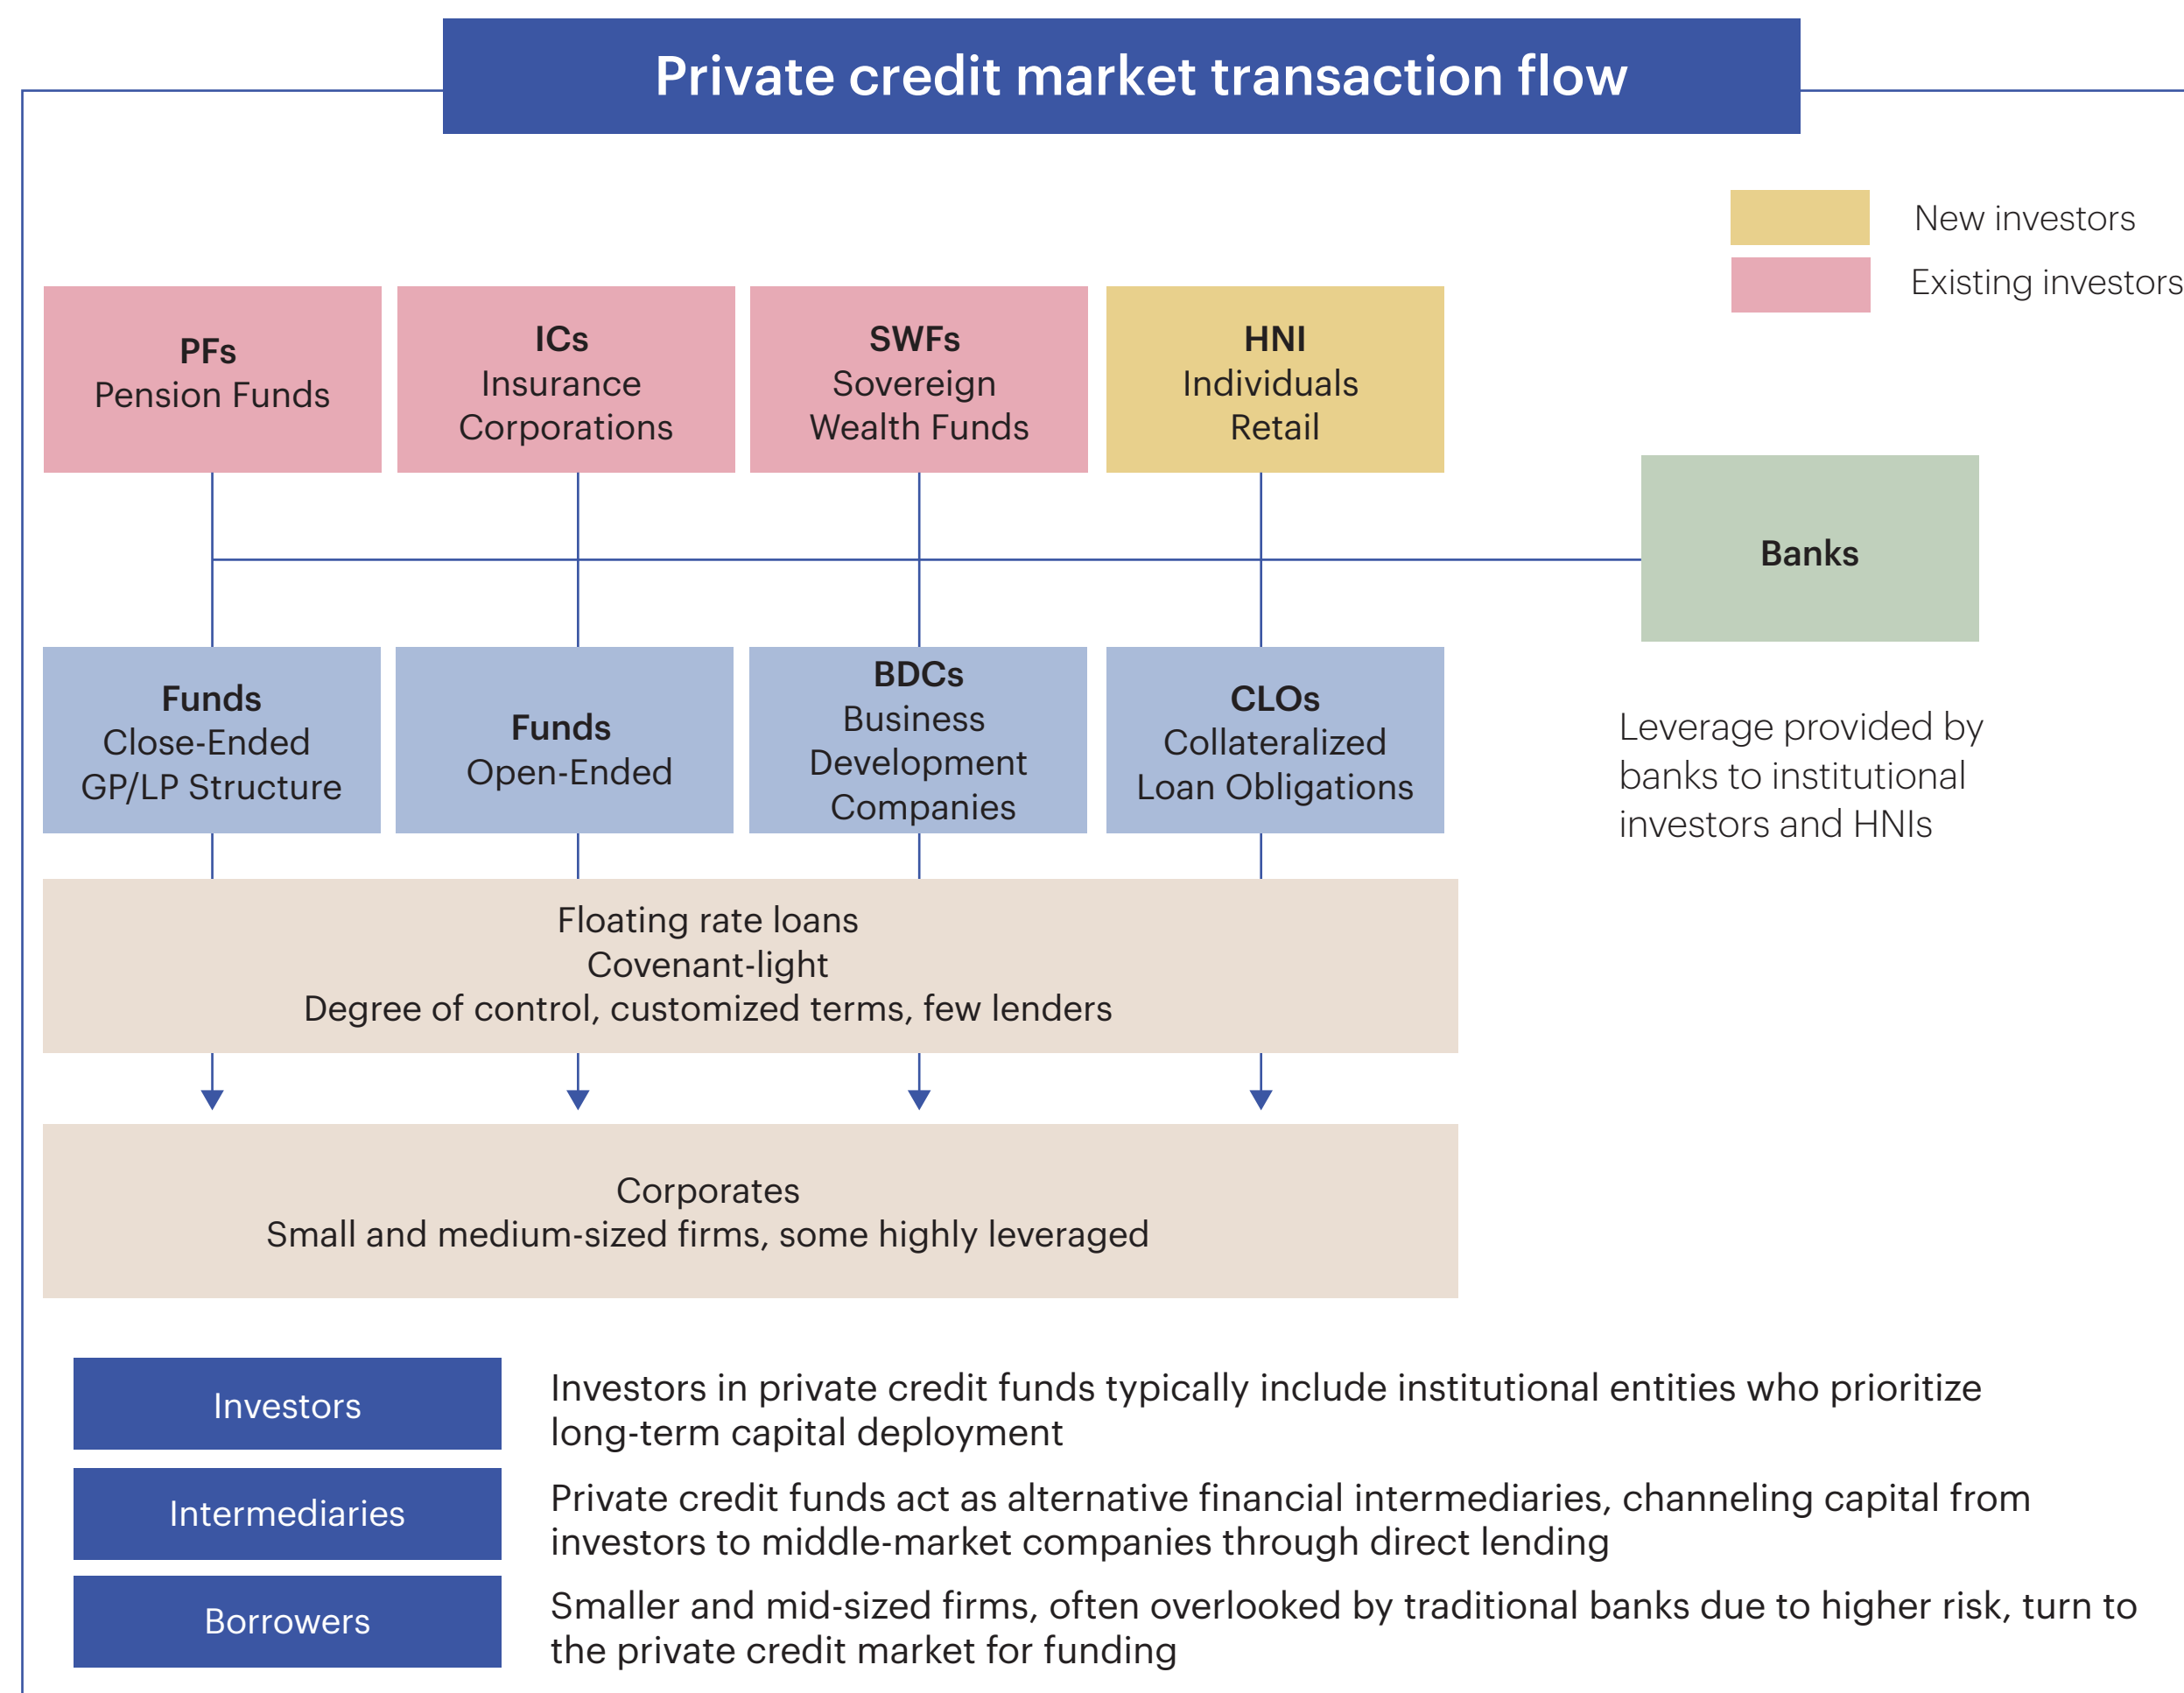 Private credit market transaction flow
New investors
Existing investors
PFs
Pension Funds
ICs
Insurance
Corporations
SWFs
Sovereign
Wealth Funds
HNI
Individuals
Retail
Banks
Leverage provided by
banks to institutional
investors and HNIs
Funds
Close-Ended
GP/LP Structure
Funds
Open-Ended
BDCs
Business
Development
Companies
CLOs
Collateralized
Loan Obligations
Floating rate loans
Covenant-light
Degree of control, customized terms, few lenders
Corporates
Small and medium-sized firms, some highly leveraged
Investors
Investors in private credit funds typically include institutional entities who prioritize
long-term capital deployment
Intermediaries
Private credit funds act as alternative financial intermediaries, channeling capital from
investors to middle-market companies through direct lending
Borrowers
Smaller and mid-sized firms, often overlooked by traditional banks due to higher risk, turn to
the private credit market for funding